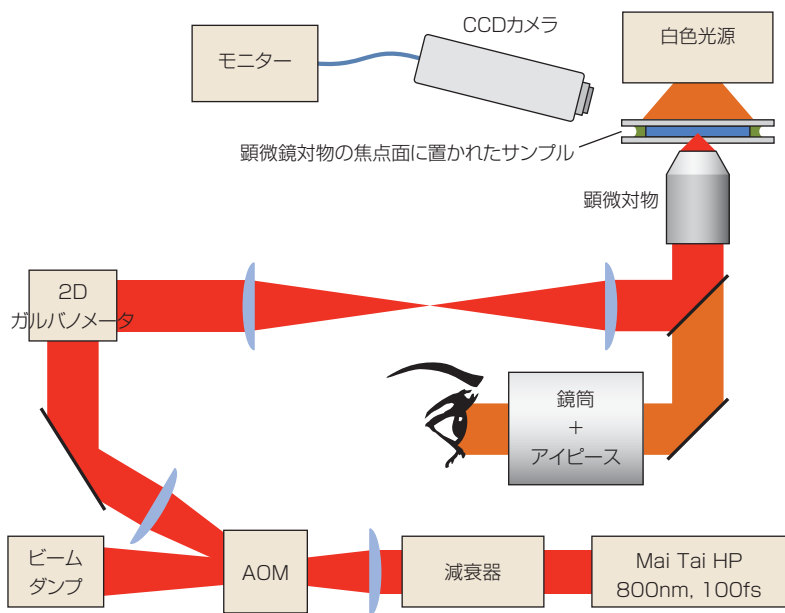 CCDカメラ
モニター
白色光源
顕微鏡対物の焦点面に置かれたサンプル
顕微対物
2D
ガルバノメータ
鏡筒
+
アイピース
ビーム
ダンプ
AOM
減衰器
Mai Tai HP
800nm, 100fs